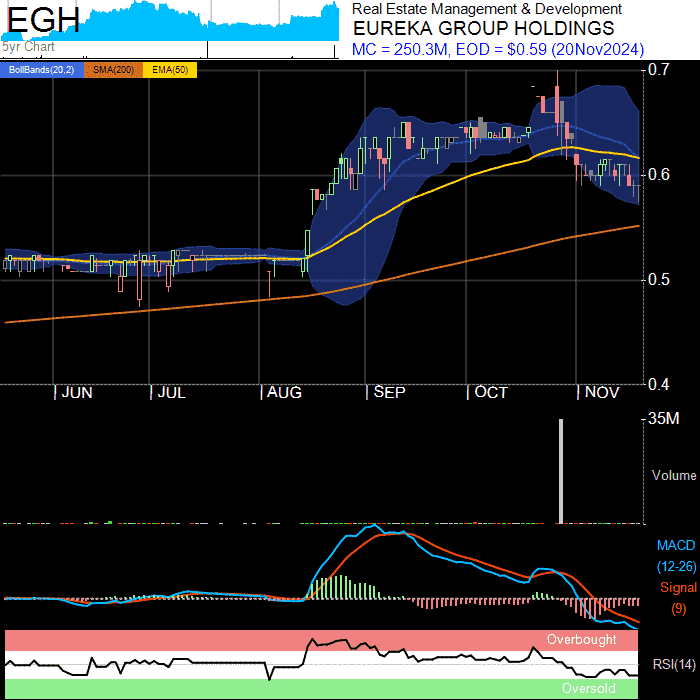 EGH
5yr Chart
Real Estate Management & Development
EUREKA GROUP HOLDINGS
MC = 250.3M, EOD = $0.59 (20Nov2024)
BollBands(20,2) SMA(200) EMA(50)
0.7
0.6
0.5
0.4
JUN JUL AUG SEP OCT NOV
35M
Volume
MACD
(12-26)
Signal
(9)
Overbought
RSI(14)
Oversold